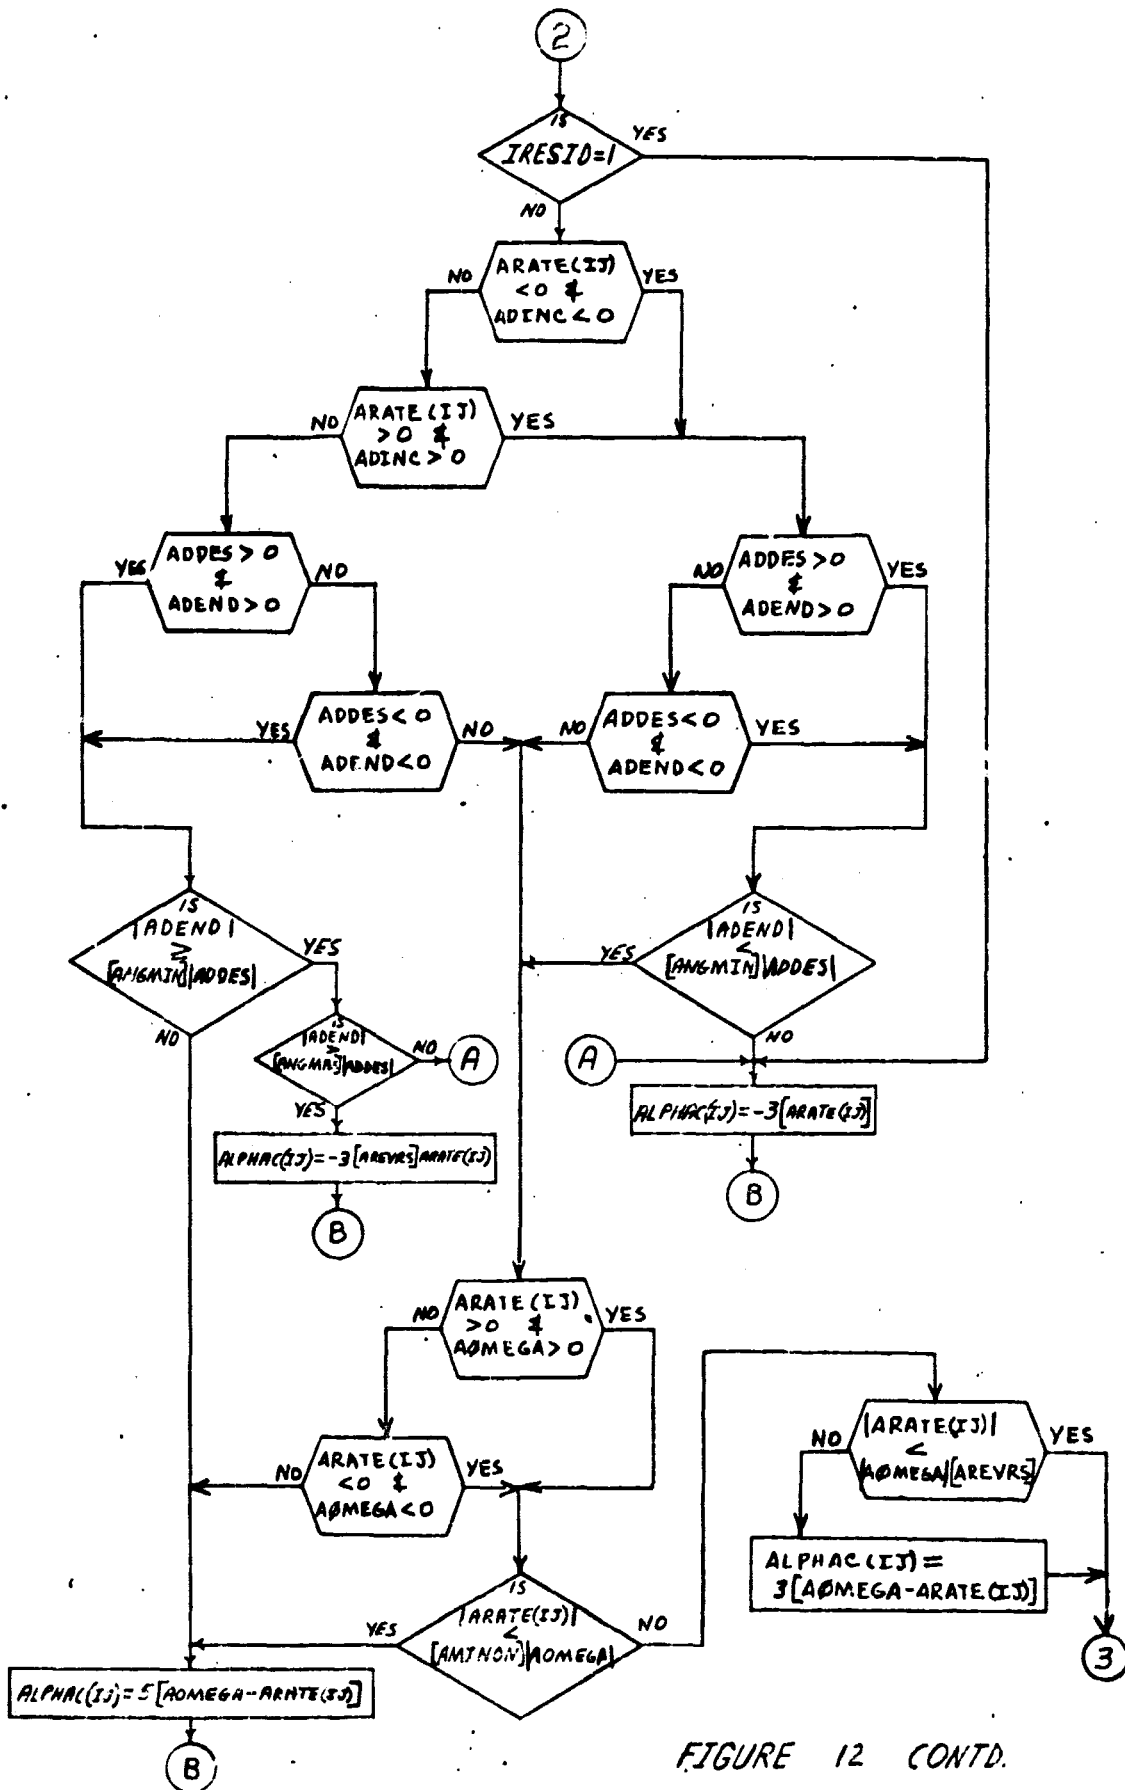 2
IS
IRESID=1
YES
NO
ARATE(IJ)
<0 &
ADINC<0
NO
YES
ARATE(IJ)
>0 &
ADINC>0
NO
YES
ADDES>0
&
ADEND>0
YES
NO
ADDES>0
&
ADEND>0
NO
YES
ADDES<0
&
ADEND<0
YES
NO
ADDES<0
&
ADEND<0
NO
YES
IS
|ADEND|
≥
[ANGMIN]|ADDES|
YES
NO
IS
|ADEND|
<
[ANGMIN]|ADDES|
YES
NO
IS
|ADEND|
>
|ADDES|
NO
A
YES
A
ALPHAC(IJ)=-3[AREVRS]ARATE(IJ)
B
ALPHAC(IJ)=-3[ARATE(IJ)]
B
ARATE(IJ)
>0 &
AØMEGA>0
NO
YES
ARATE(IJ)
<0 &
AØMEGA<0
NO
YES
|ARATE(IJ)|
<
|AØMEGA|[AREVRS]
NO
YES
ALPHAC(IJ)=
3[AØMEGA-ARATE(IJ)]
3
IS
|ARATE(IJ)|
<
[AMINON]|AOMEGA|
YES
NO
ALPHAC(IJ)=5[AOMEGA-ARATE(IJ)]
B
FIGURE 12 CONTD.